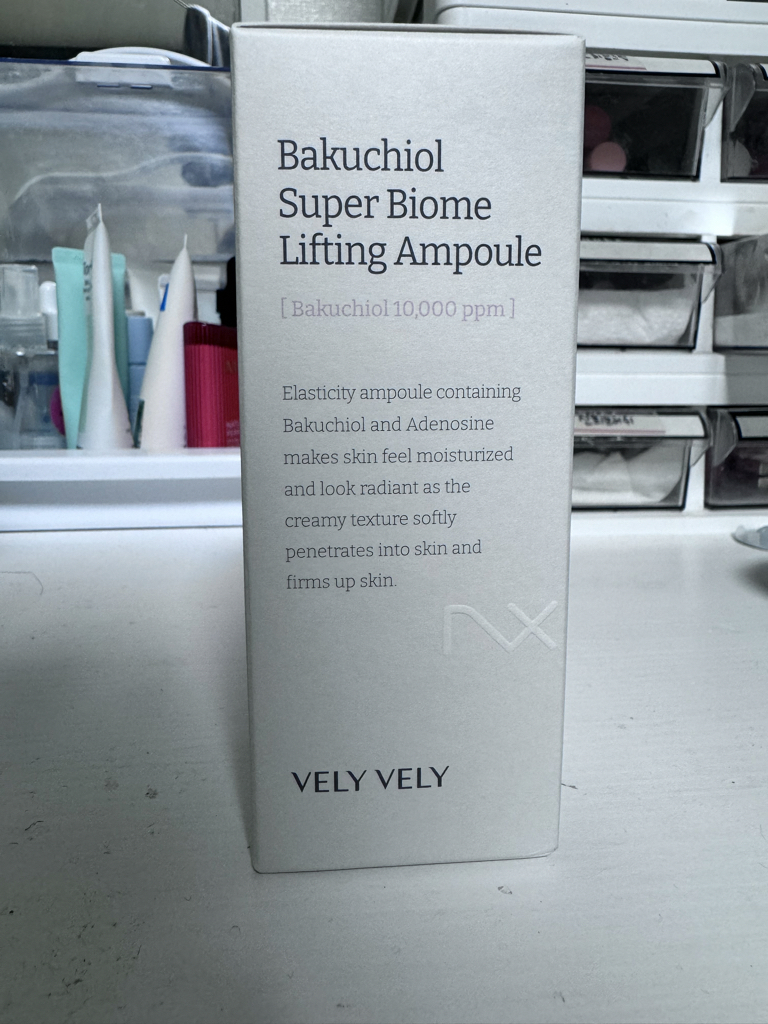 Bakuchiol
Super Biome
Lifting Ampoule
[ Bakuchiol 10,000 ppm ]
Elasticity ampoule containing
Bakuchiol and Adenosine
makes skin feel moisturized
and look radiant as the
creamy texture softly
penetrates into skin and
firms up skin.
VELY VELY